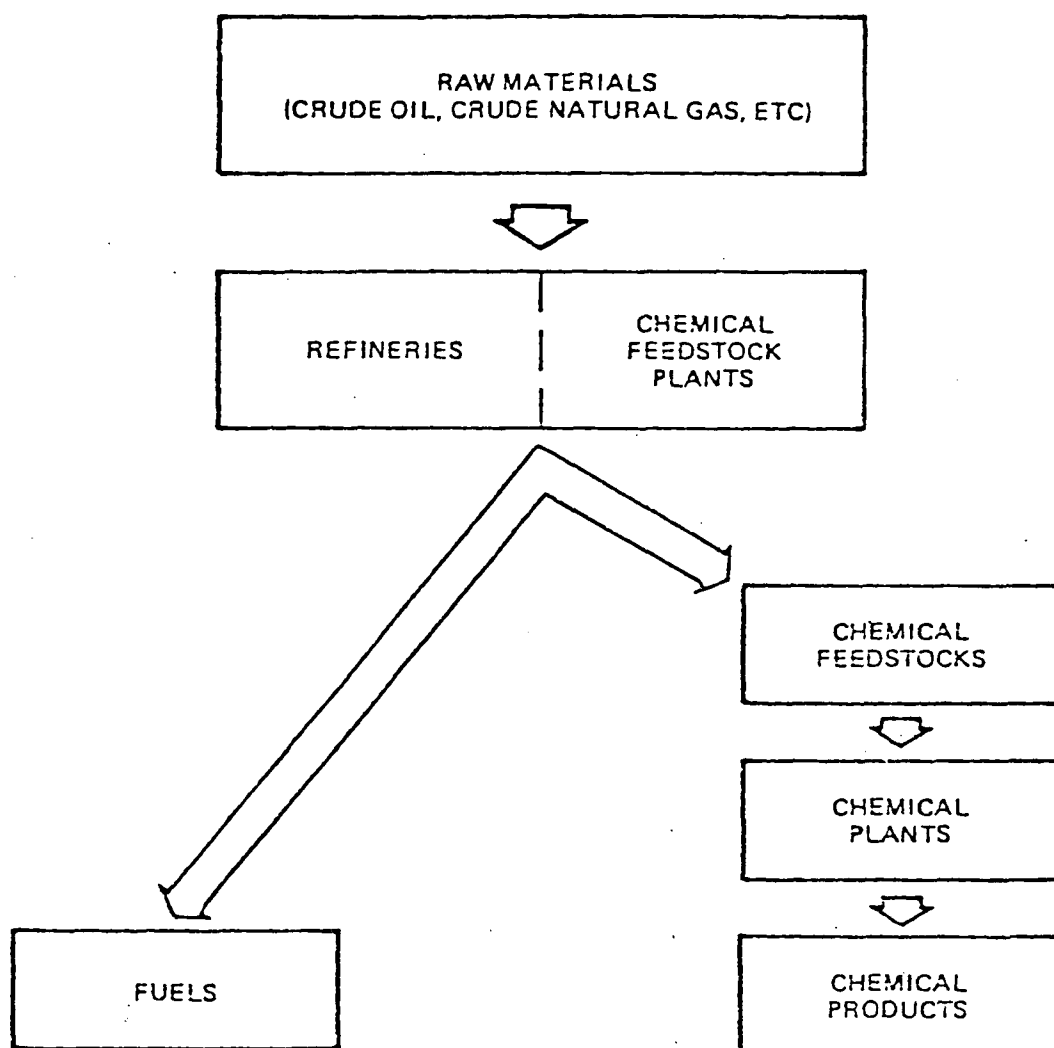 RAW MATERIALS
(CRUDE OIL, CRUDE NATURAL GAS, ETC)
REFINERIES
CHEMICAL
FEEDSTOCK
PLANTS
CHEMICAL
FEEDSTOCKS
CHEMICAL
PLANTS
FUELS
CHEMICAL
PRODUCTS